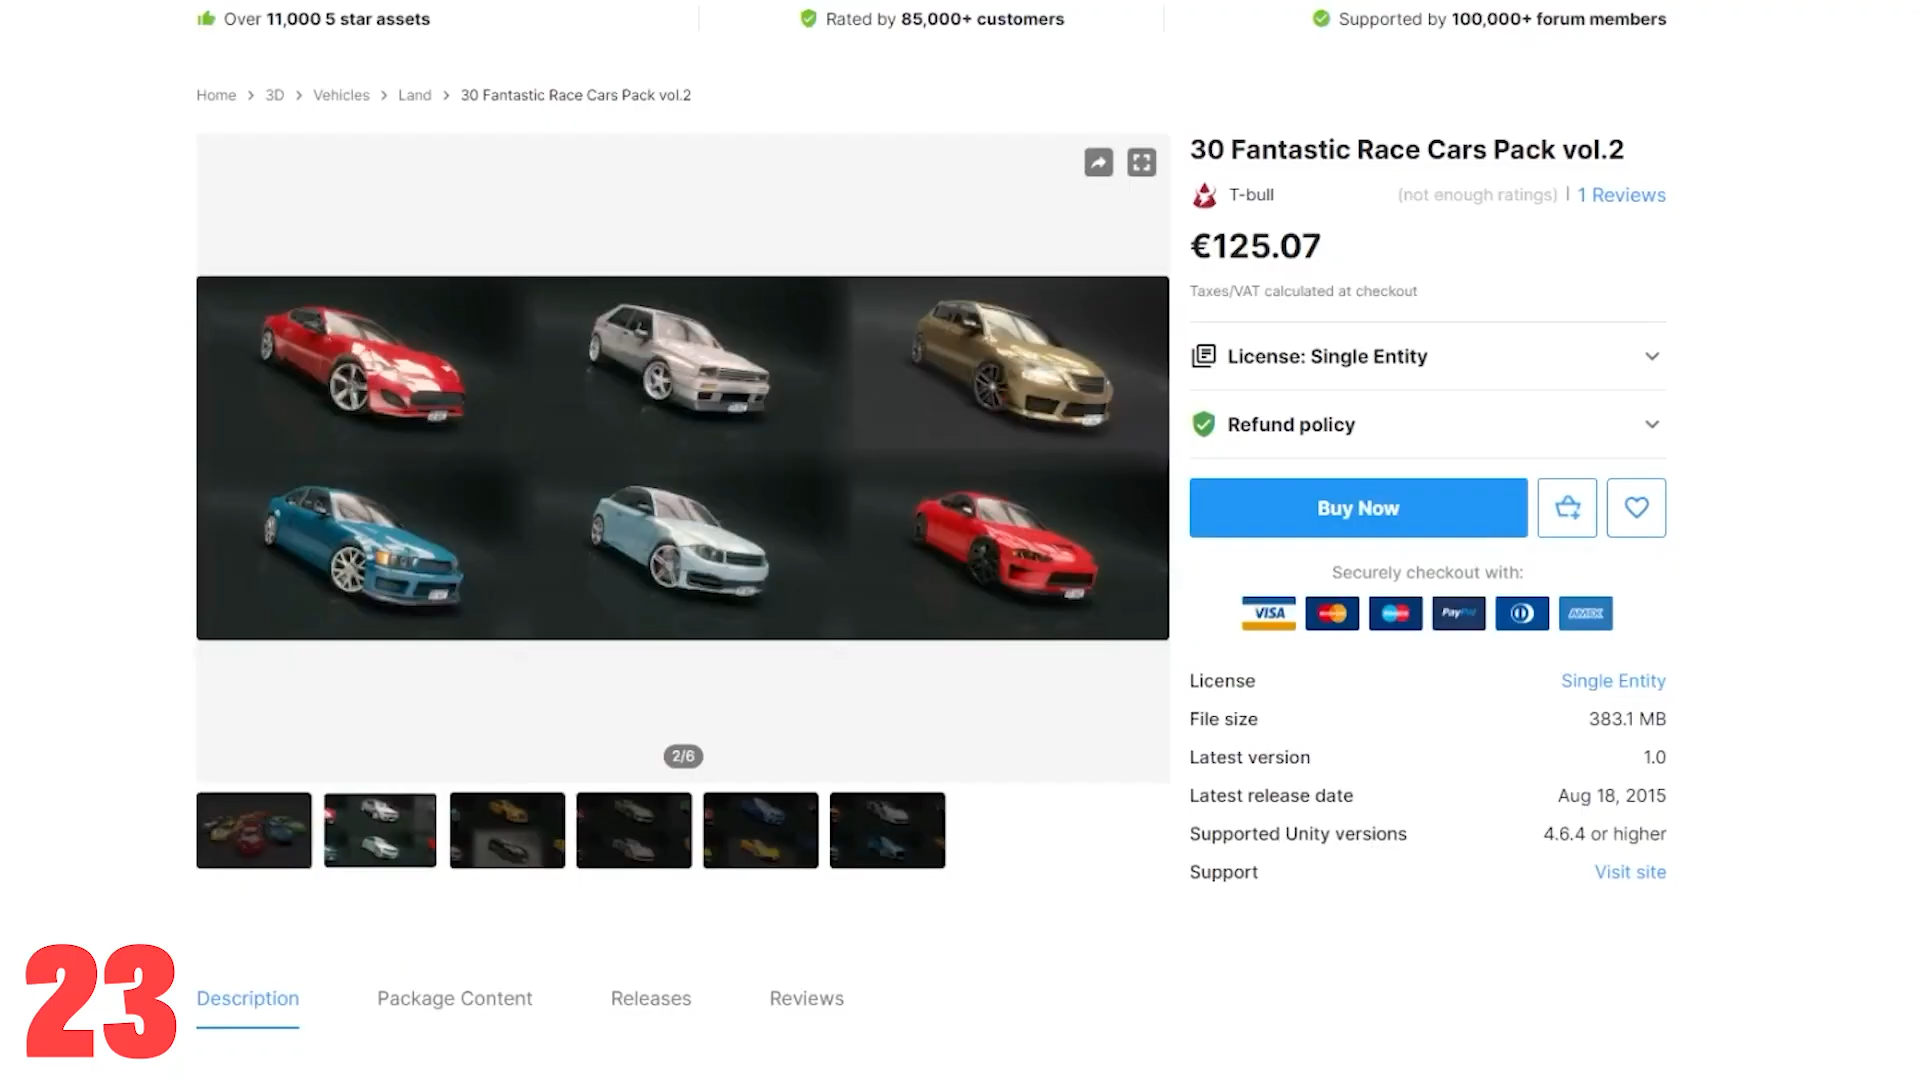 Over 11,000 5 star assets
Rated by 85,000+ customers
Supported by 100,000+ forum members
Home > 3D > Vehicles > Land > 30 Fantastic Race Cars Pack vol.2
30 Fantastic Race Cars Pack vol.2
T-bull
(not enough ratings) | 1 Reviews
€125.07
Taxes/VAT calculated at checkout
License: Single Entity
Refund policy
Buy Now
Securely checkout with:
VISA PayPal AMEX
License Single Entity
File size 383.1 MB
Latest version 1.0
Latest release date Aug 18, 2015
Supported Unity versions 4.6.4 or higher
Support Visit site
2/6
23
Description Package Content Releases Reviews